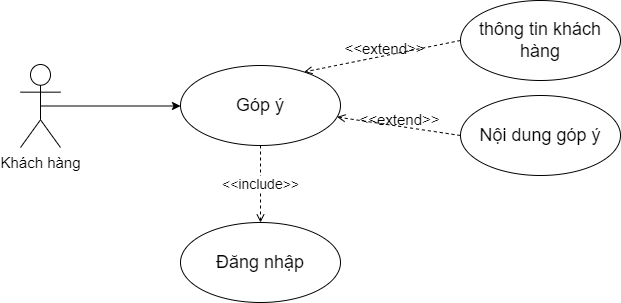 thông tin khách
hàng
<<extend>>
Góp ý
<<extend>>
Nội dung góp ý
Khách hàng
<<include>>
Đăng nhập